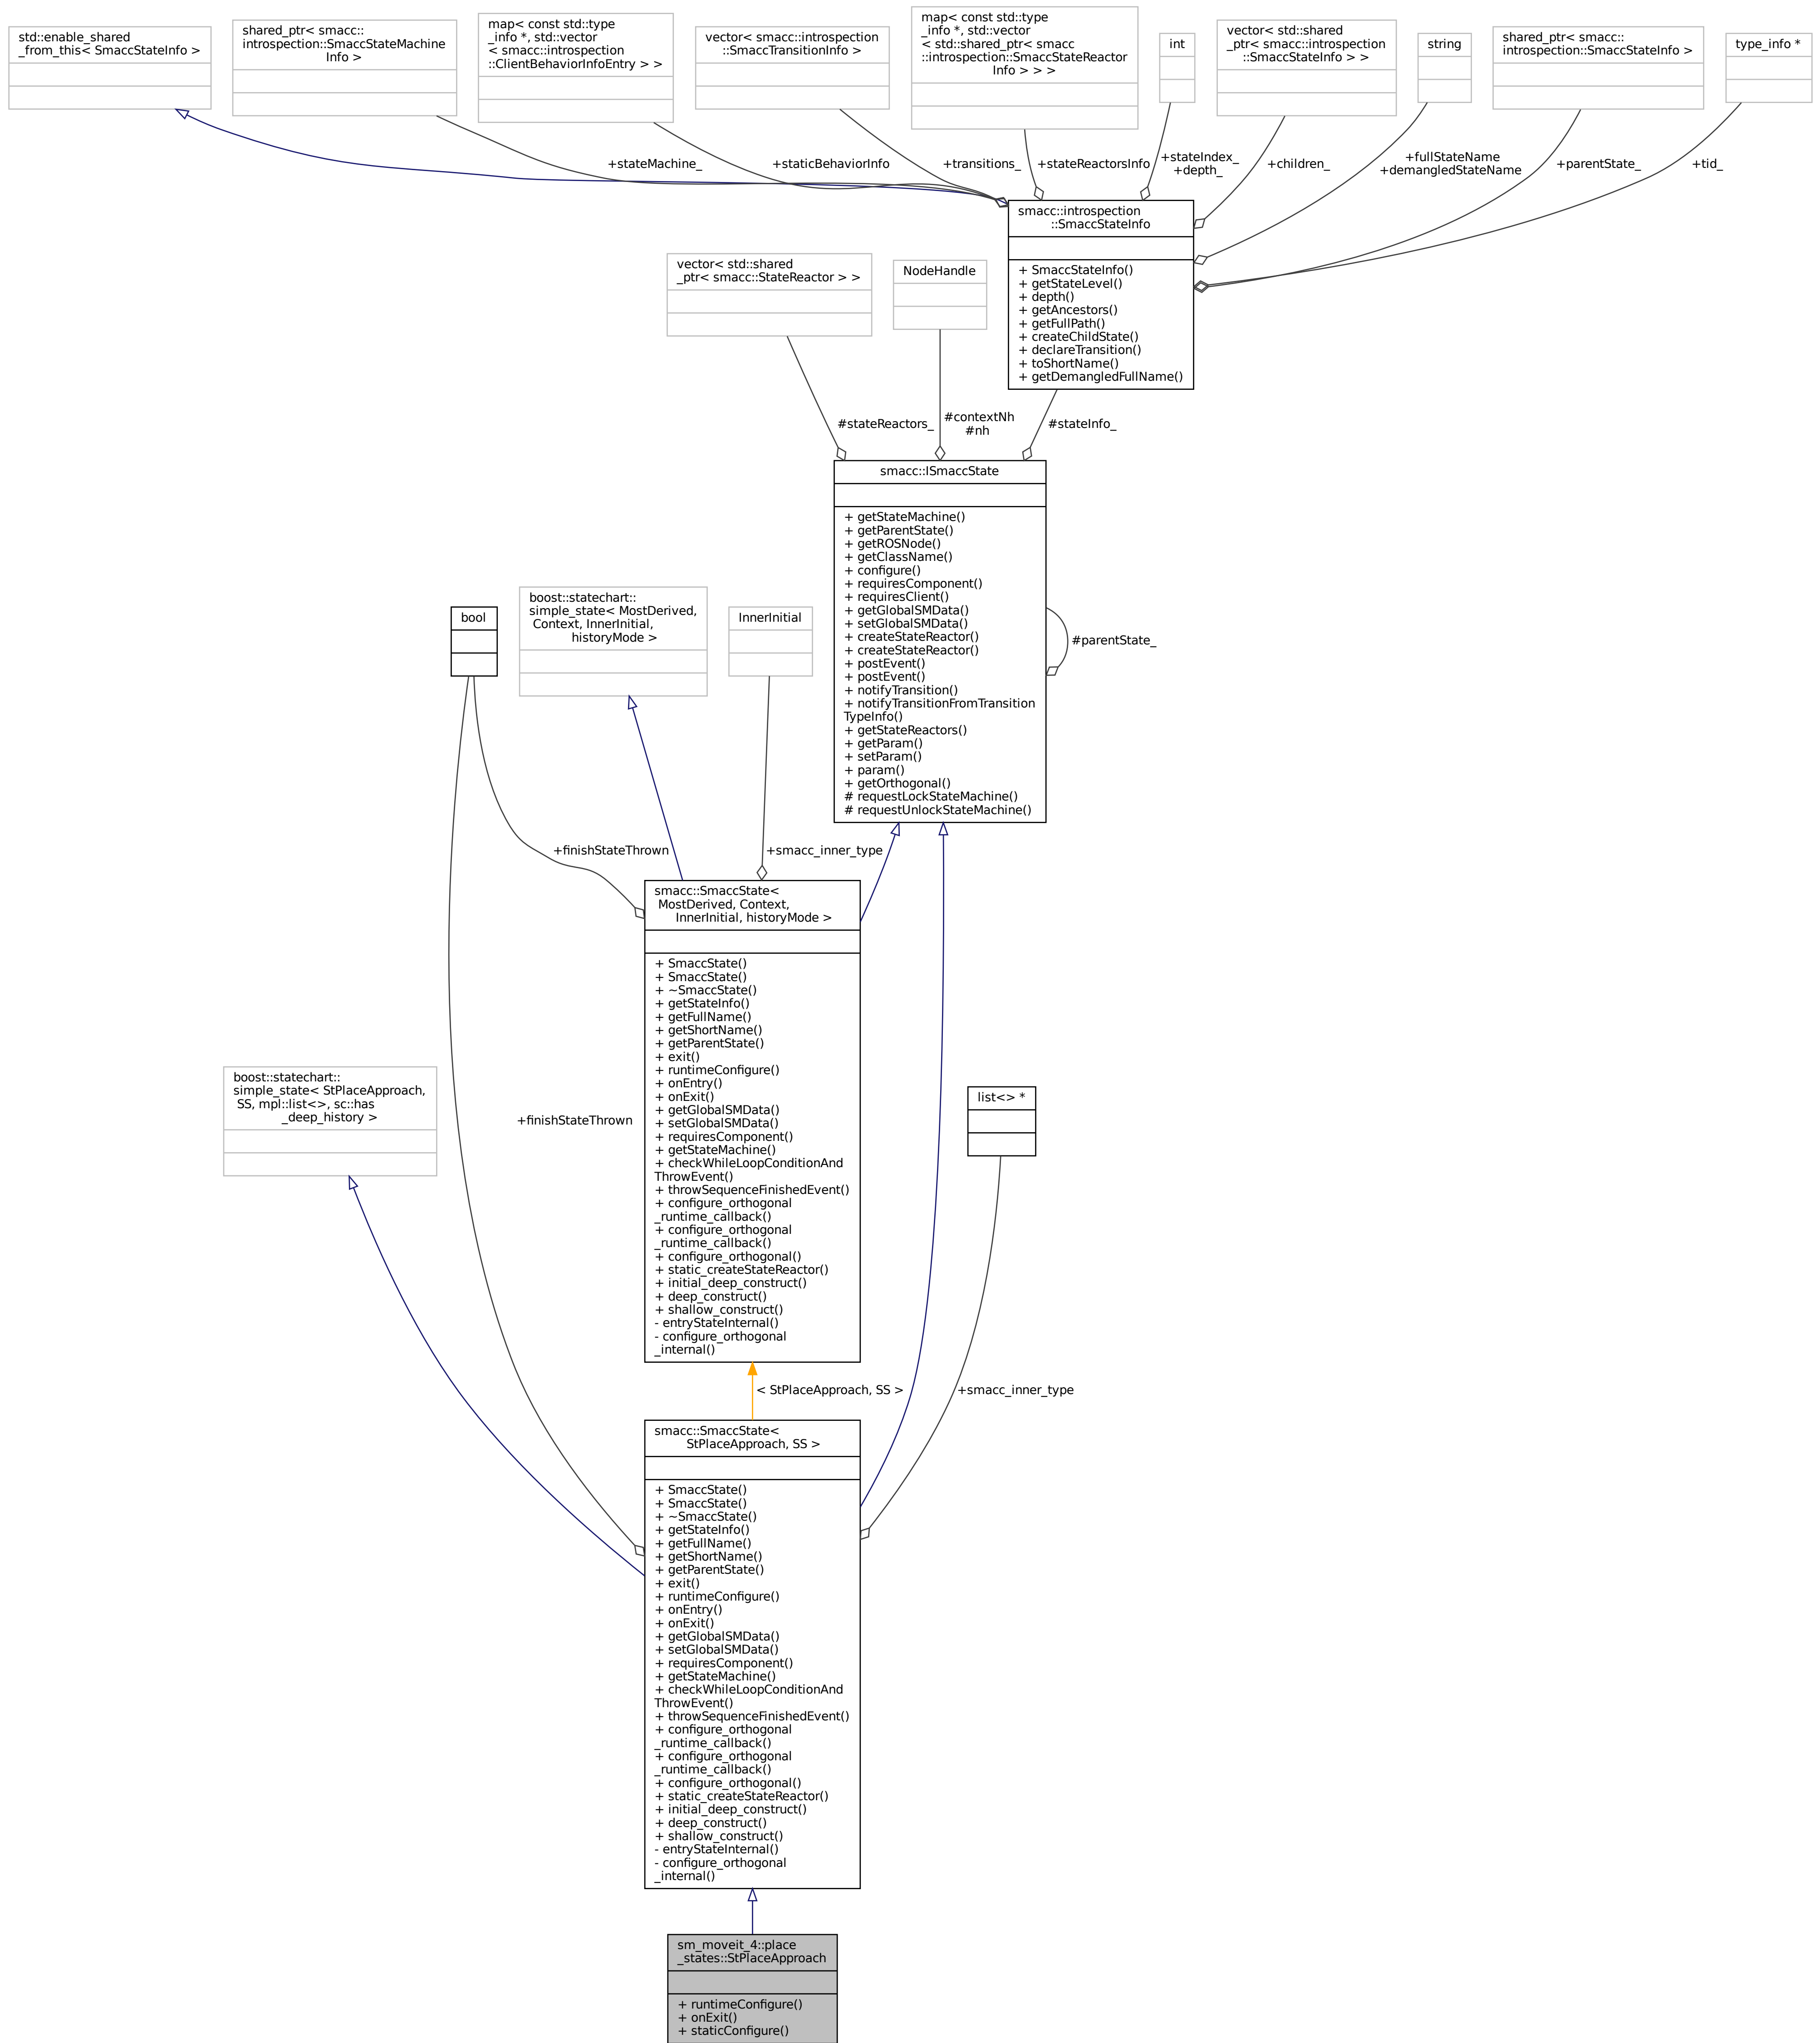 std::enable_shared
_from_this< SmaccStateInfo >
shared_ptr< smacc::
introspection::SmaccStateMachine
Info >
map< const std::type
_info *, std::vector
< smacc::introspection
::ClientBehaviorInfoEntry > >
vector< smacc::introspection
::SmaccTransitionInfo >
map< const std::type
_info *, std::vector
< std::shared_ptr< smacc
::introspection::SmaccStateReactor
Info > > >
int
vector< std::shared
_ptr< smacc::introspection
::SmaccStateInfo > >
string
shared_ptr< smacc::
introspection::SmaccStateInfo >
type_info *
+stateMachine_
+staticBehaviorInfo
+transitions_
+stateReactorsInfo
+stateIndex_
+depth_
+children_
+fullStateName
+demangledStateName
+parentState_
+tid_
smacc::introspection
::SmaccStateInfo
+ SmaccStateInfo()
+ getStateLevel()
+ depth()
+ getAncestors()
+ getFullPath()
+ createChildState()
+ declareTransition()
+ toShortName()
+ getDemangledFullName()
vector< std::shared
_ptr< smacc::StateReactor > >
NodeHandle
#stateReactors_
#contextNh
#nh
#stateInfo_
smacc::ISmaccState
+ getStateMachine()
+ getParentState()
+ getROSNode()
+ getClassName()
+ configure()
+ requiresComponent()
+ requiresClient()
+ getGlobalSMData()
+ setGlobalSMData()
+ createStateReactor()
+ createStateReactor()
+ postEvent()
+ postEvent()
+ notifyTransition()
+ notifyTransitionFromTransition
TypeInfo()
+ getStateReactors()
+ getParam()
+ setParam()
+ param()
+ getOrthogonal()
# requestLockStateMachine()
# requestUnlockStateMachine()
#parentState_
bool
boost::statechart::
simple_state< MostDerived,
Context, InnerInitial,
historyMode >
InnerInitial
+finishStateThrown
+smacc_inner_type
smacc::SmaccState<
MostDerived, Context,
InnerInitial, historyMode >
+ SmaccState()
+ SmaccState()
+ ~SmaccState()
+ getStateInfo()
+ getFullName()
+ getShortName()
+ getParentState()
+ exit()
+ runtimeConfigure()
+ onEntry()
+ onExit()
+ getGlobalSMData()
+ setGlobalSMData()
+ requiresComponent()
+ getStateMachine()
+ checkWhileLoopConditionAnd
ThrowEvent()
+ throwSequenceFinishedEvent()
+ configure_orthogonal
_runtime_callback()
+ configure_orthogonal
_runtime_callback()
+ configure_orthogonal()
+ static_createStateReactor()
+ initial_deep_construct()
+ deep_construct()
+ shallow_construct()
- entryStateInternal()
- configure_orthogonal
_internal()
boost::statechart::
simple_state< StPlaceApproach,
SS, mpl::list<>, sc::has
_deep_history >
+finishStateThrown
list<> *
< StPlaceApproach, SS >
+smacc_inner_type
smacc::SmaccState<
StPlaceApproach, SS >
+ SmaccState()
+ SmaccState()
+ ~SmaccState()
+ getStateInfo()
+ getFullName()
+ getShortName()
+ getParentState()
+ exit()
+ runtimeConfigure()
+ onEntry()
+ onExit()
+ getGlobalSMData()
+ setGlobalSMData()
+ requiresComponent()
+ getStateMachine()
+ checkWhileLoopConditionAnd
ThrowEvent()
+ throwSequenceFinishedEvent()
+ configure_orthogonal
_runtime_callback()
+ configure_orthogonal
_runtime_callback()
+ configure_orthogonal()
+ static_createStateReactor()
+ initial_deep_construct()
+ deep_construct()
+ shallow_construct()
- entryStateInternal()
- configure_orthogonal
_internal()
sm_moveit_4::place
_states::StPlaceApproach
+ runtimeConfigure()
+ onExit()
+ staticConfigure()